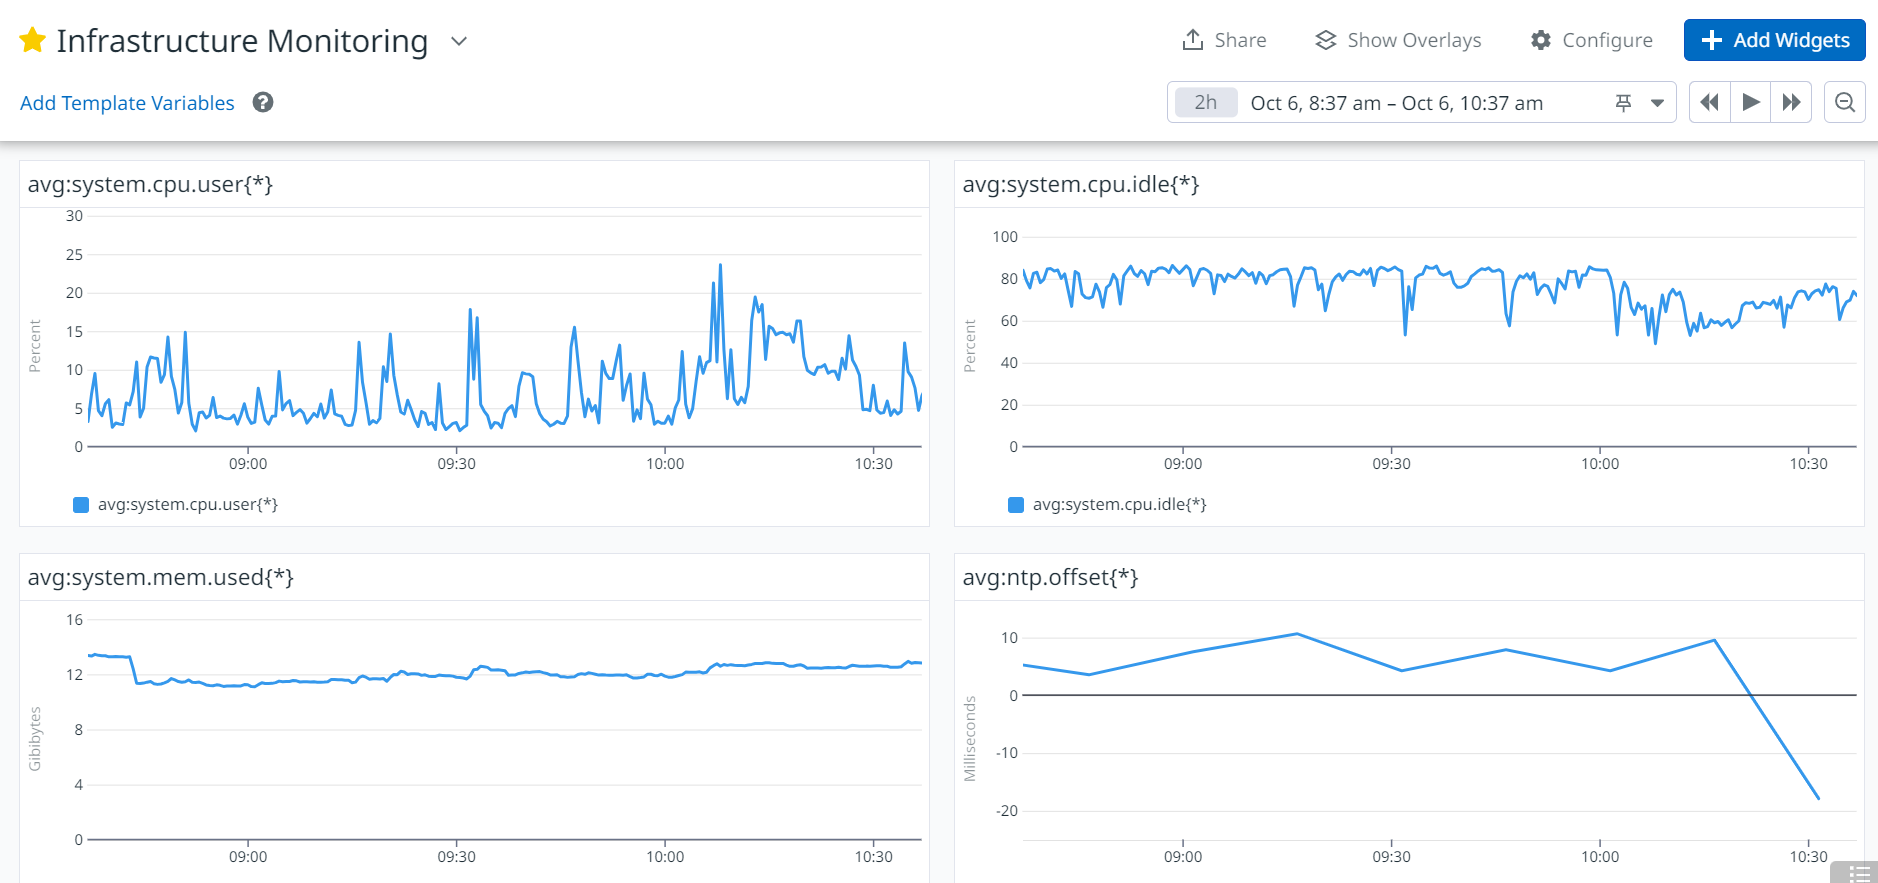 Infrastructure Monitoring
Share
Show Overlays
Configure
Add Widgets
Add Template Variables
?
2h
Oct 6, 8:37 am – Oct 6, 10:37 am
avg:system.cpu.user{*}
30
25
20
15
10
5
0
Percent
09:00
09:30
10:00
10:30
avg:system.cpu.user{*}
avg:system.cpu.idle{*}
100
80
60
40
20
0
Percent
09:00
09:30
10:00
10:30
avg:system.cpu.idle{*}
avg:system.mem.used{*}
16
12
8
4
0
Gibibytes
09:00
09:30
10:00
10:30
avg:ntp.offset{*}
10
0
-10
-20
Milliseconds
09:00
09:30
10:00
10:30